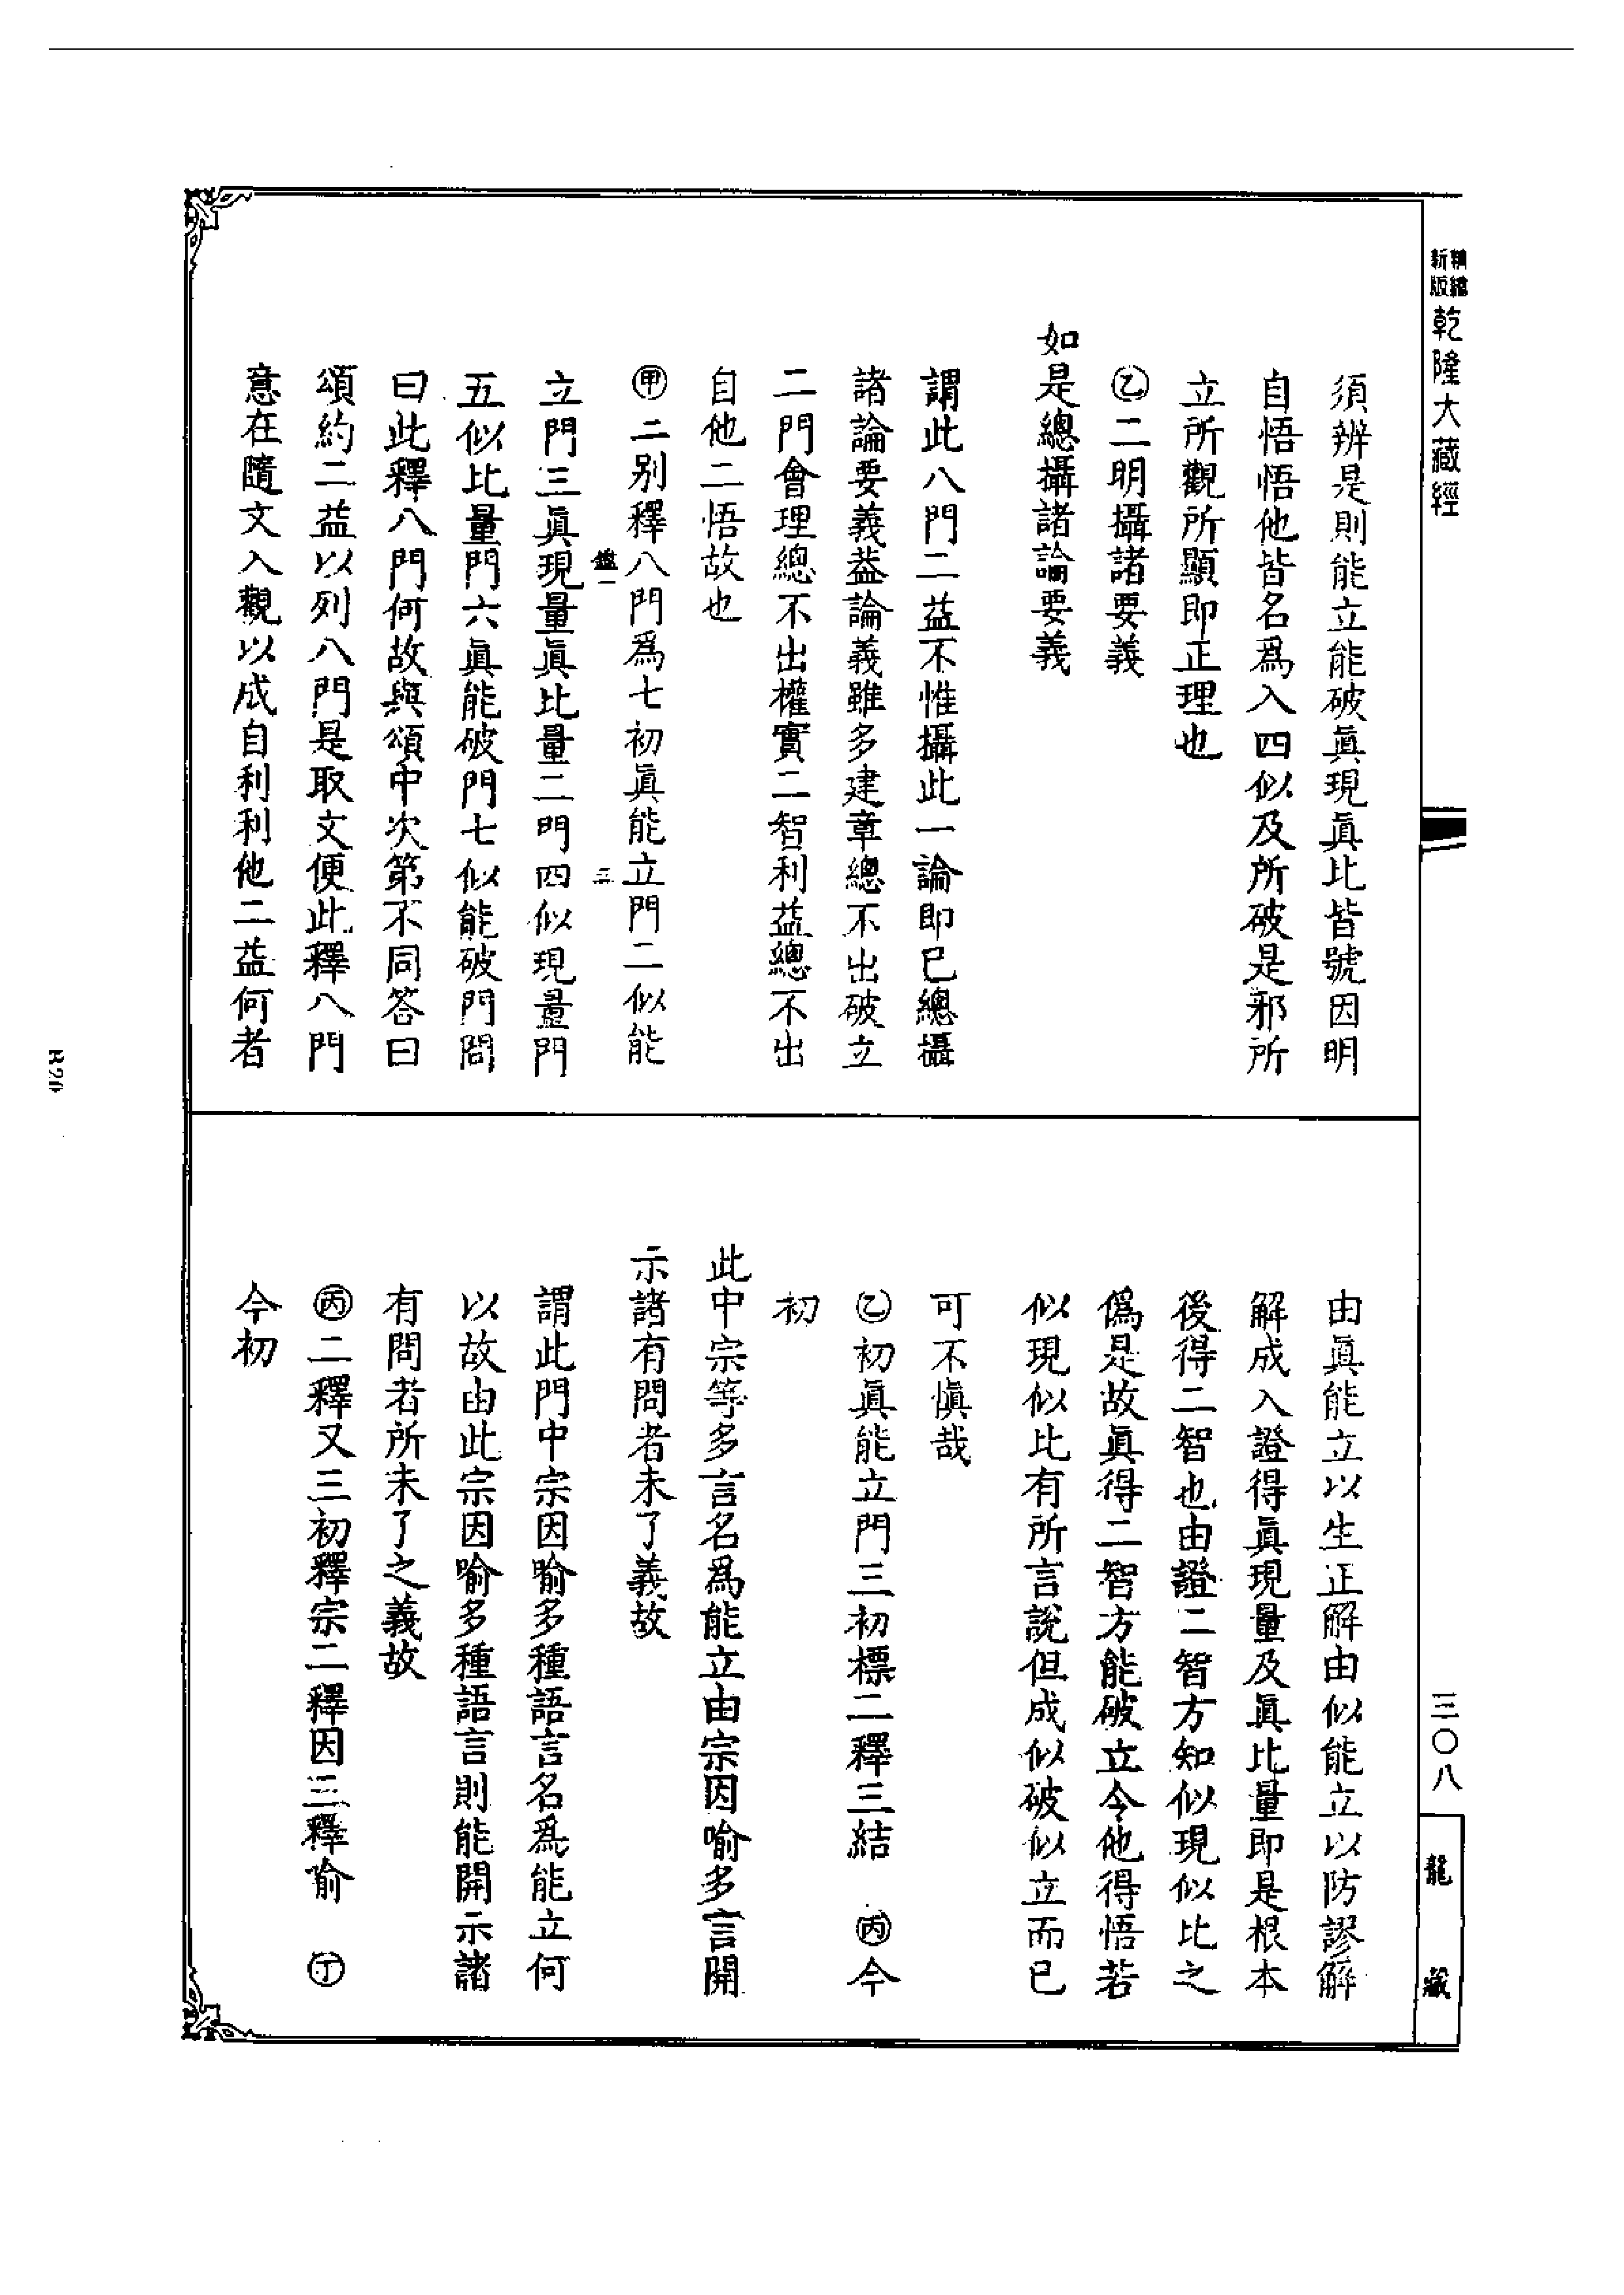 精縮
新版
乾隆大藏經
須辨是則能立能破眞現眞比皆號因明
自悟悟他皆名爲入四似及所破是邪所
立所觀所顯即正理也
㊁二明攝諸要義
如是總攝諸論要義
謂此八門二益不惟攝此一論即已總攝
諸論要義葢論義雖多建章總不出破立
二門會理總不出權實二智利益總不出
自他二悟故也
㊙二别釋八門爲七初眞能立門二似能
立門三眞現量眞比量二門四似現量門
五似比量門六眞能破門七似能破門問
曰此釋八門何故與頌中次第不同答曰
頌約二益以列八門是取文便此釋八門
意在隨文入觀以成自利利他二益何者
由眞能立以生正解由似能立以防謬解
解成入證得眞現量及眞比量即是根本
後得二智也由證二智方知似現似比之
僞是故眞得二智方能破立令他得悟若
似現似比有所言說但成似破似立而已
可不愼哉
乙初眞能立門三初標二釋三結　丙今
初
此中宗等多言名爲能立由宗因喻多言開
示諸有問者未了義故
謂此門中宗因喻多種語言名爲能立何
以故由此宗因喻多種語言則能開示諸
有問者所未了之義故
丙二釋又三初釋宗二釋因三釋喻　丁
今初
三〇八
龍藏
R20